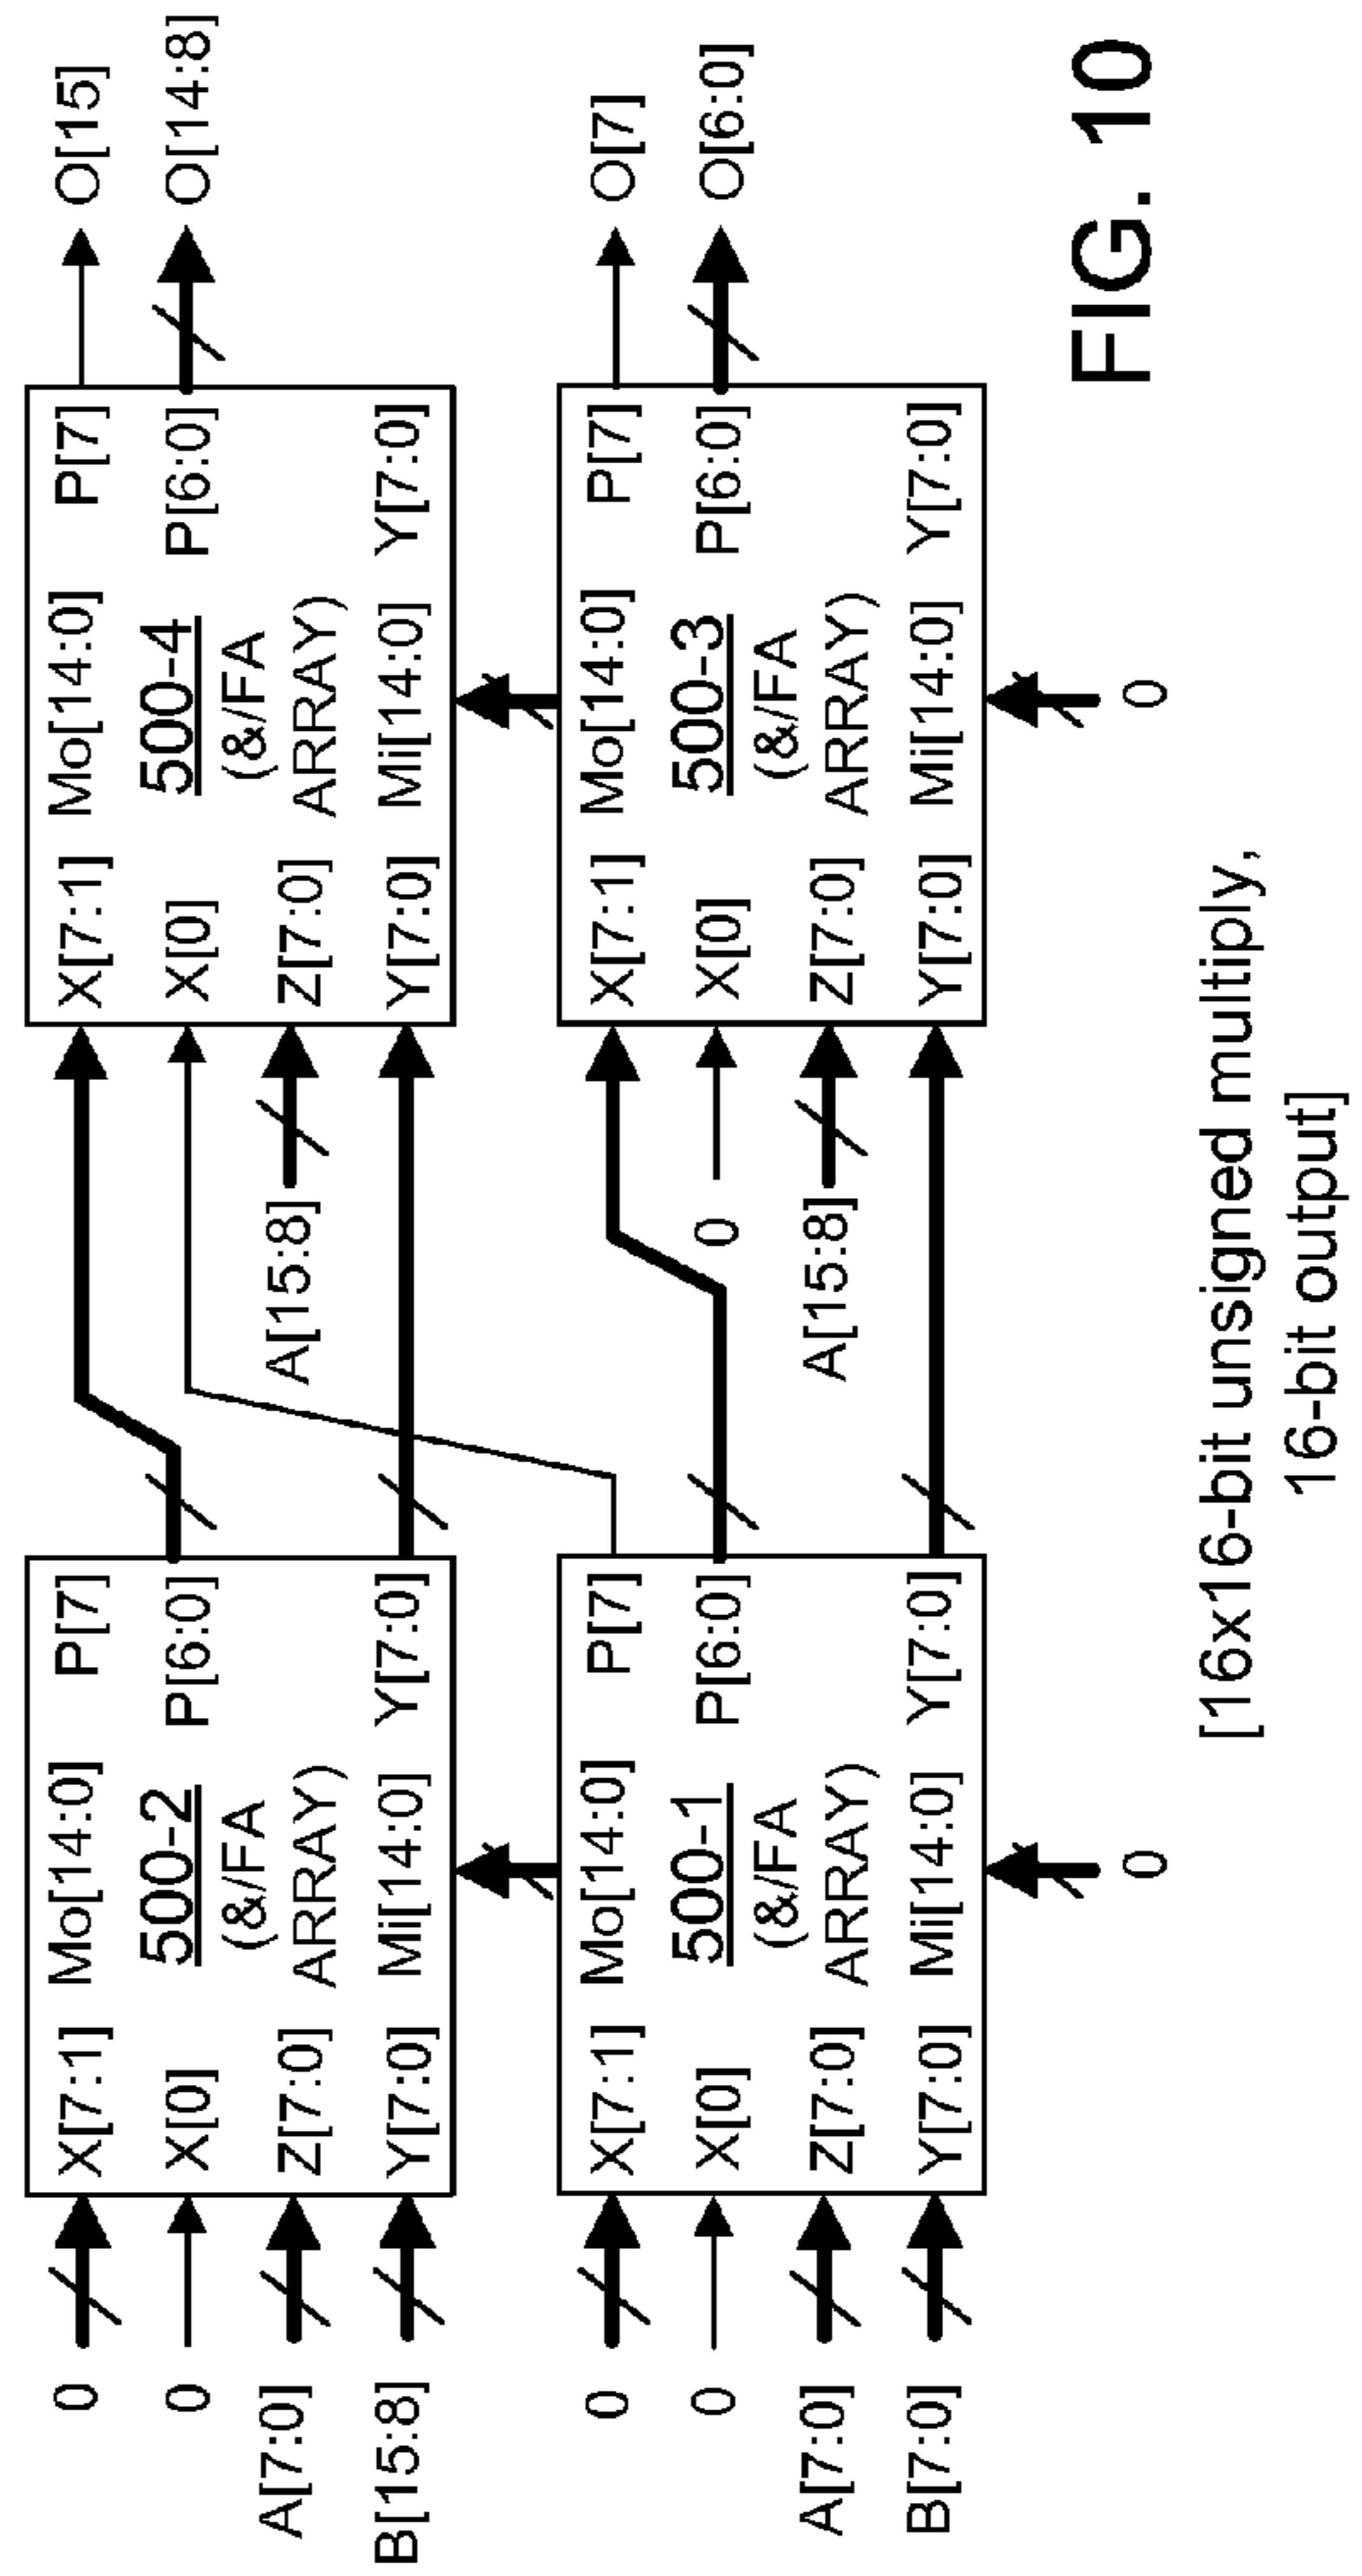 0
0
A[7:0]
B[15:8]
X[7:1] Mo[14:0] P[7]
X[0] 500-2 P[6:0]
(&/FA
Z[7:0] ARRAY)
Y[7:0] Mi[14:0] Y[7:0]
A[15:8]
X[7:1] Mo[14:0] P[7]
X[0] 500-4 P[6:0]
(&/FA
Z[7:0] ARRAY)
Y[7:0] Mi[14:0] Y[7:0]
O[15]
O[14:8]
0
0
A[7:0]
B[7:0]
X[7:1] Mo[14:0] P[7]
X[0] 500-1 P[6:0]
(&/FA
Z[7:0] ARRAY)
Y[7:0] Mi[14:0] Y[7:0]
0
0
A[15:8]
X[7:1] Mo[14:0] P[7]
X[0] 500-3 P[6:0]
(&/FA
Z[7:0] ARRAY)
Y[7:0] Mi[14:0] Y[7:0]
0
O[7]
O[6:0]
[16x16-bit unsigned multiply,
16-bit output]
FIG. 10